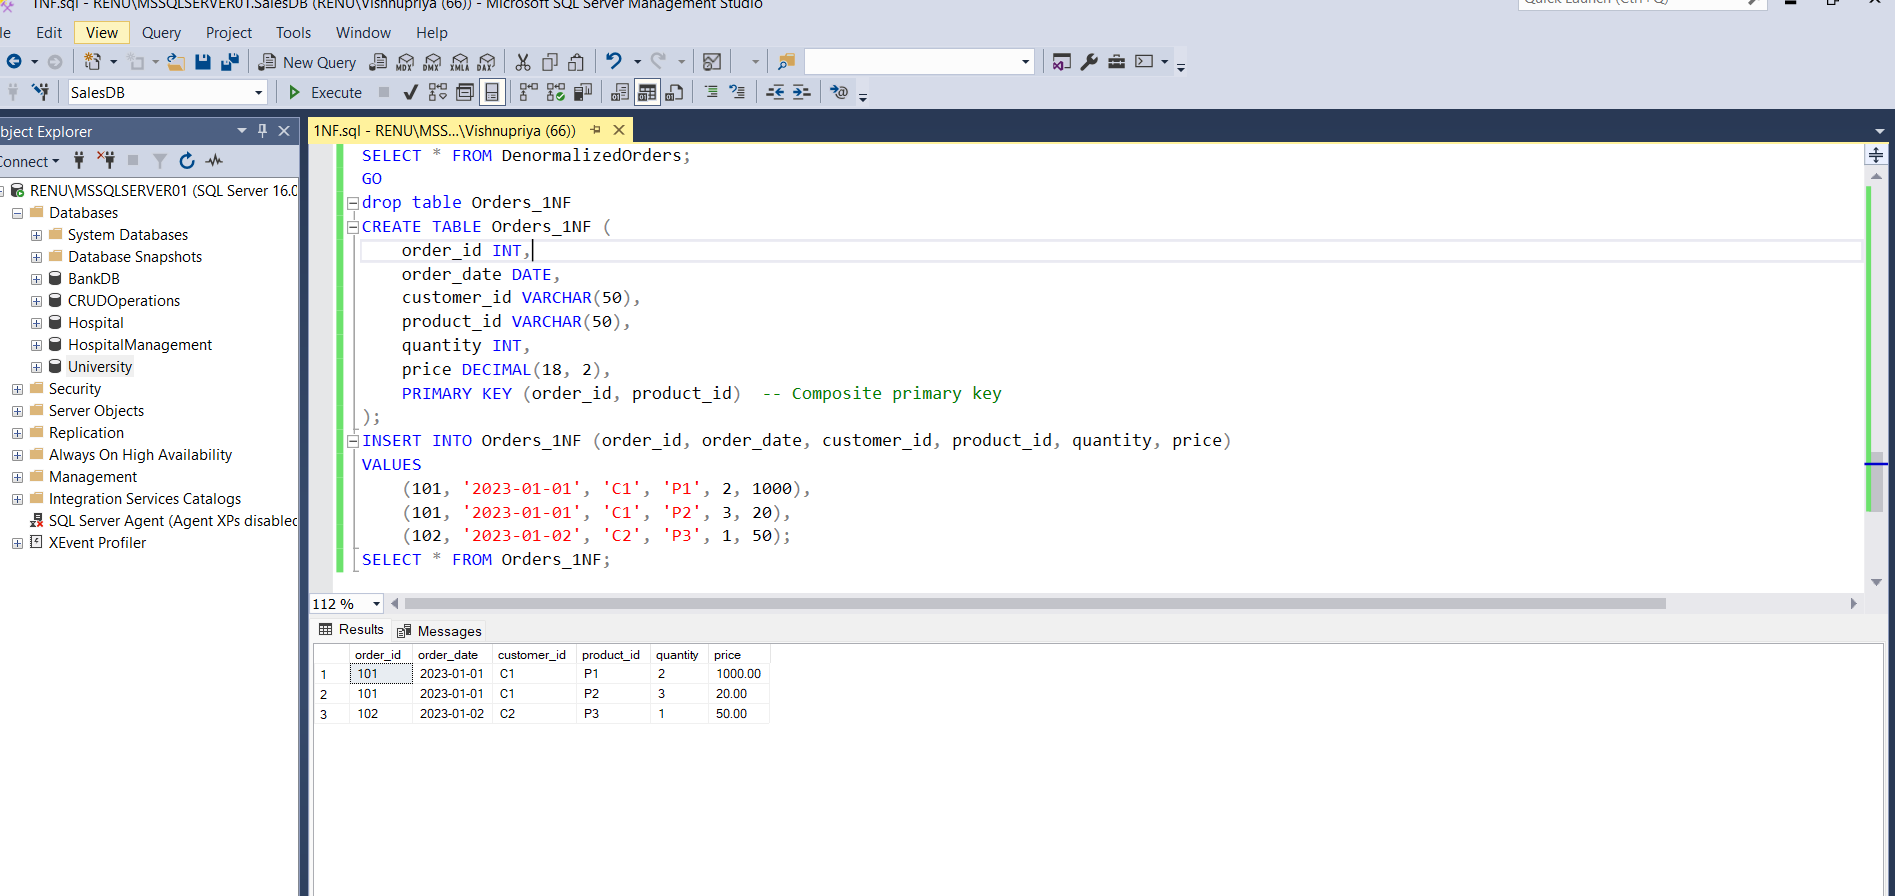 1NF.sql - RENU\MSSQLSERVER01.SalesDB (RENU\Vishnupriya (66)) - Microsoft SQL Server Management Studio
Quick Launch (Ctrl+Q)
le Edit View Query Project Tools Window Help
New Query MDX DMX XMLA DAX
SalesDB Execute
bject Explorer
1NF.sql - RENU\MSS...\Vishnupriya (66))
onnect
RENU\MSSQLSERVER01 (SQL Server 16.0
Databases
System Databases
Database Snapshots
BankDB
CRUDOperations
Hospital
HospitalManagement
University
Security
Server Objects
Replication
Always On High Availability
Management
Integration Services Catalogs
SQL Server Agent (Agent XPs disabled
XEvent Profiler
SELECT * FROM DenormalizedOrders;
GO
drop table Orders_1NF
CREATE TABLE Orders_1NF (
order_id INT,
order_date DATE,
customer_id VARCHAR(50),
product_id VARCHAR(50),
quantity INT,
price DECIMAL(18, 2),
PRIMARY KEY (order_id, product_id) -- Composite primary key
);
INSERT INTO Orders_1NF (order_id, order_date, customer_id, product_id, quantity, price)
VALUES
(101, '2023-01-01', 'C1', 'P1', 2, 1000),
(101, '2023-01-01', 'C1', 'P2', 3, 20),
(102, '2023-01-02', 'C2', 'P3', 1, 50);
SELECT * FROM Orders_1NF;
112 %
Results Messages
order_id order_date customer_id product_id quantity price
1 101 2023-01-01 C1 P1 2 1000.00
2 101 2023-01-01 C1 P2 3 20.00
3 102 2023-01-02 C2 P3 1 50.00